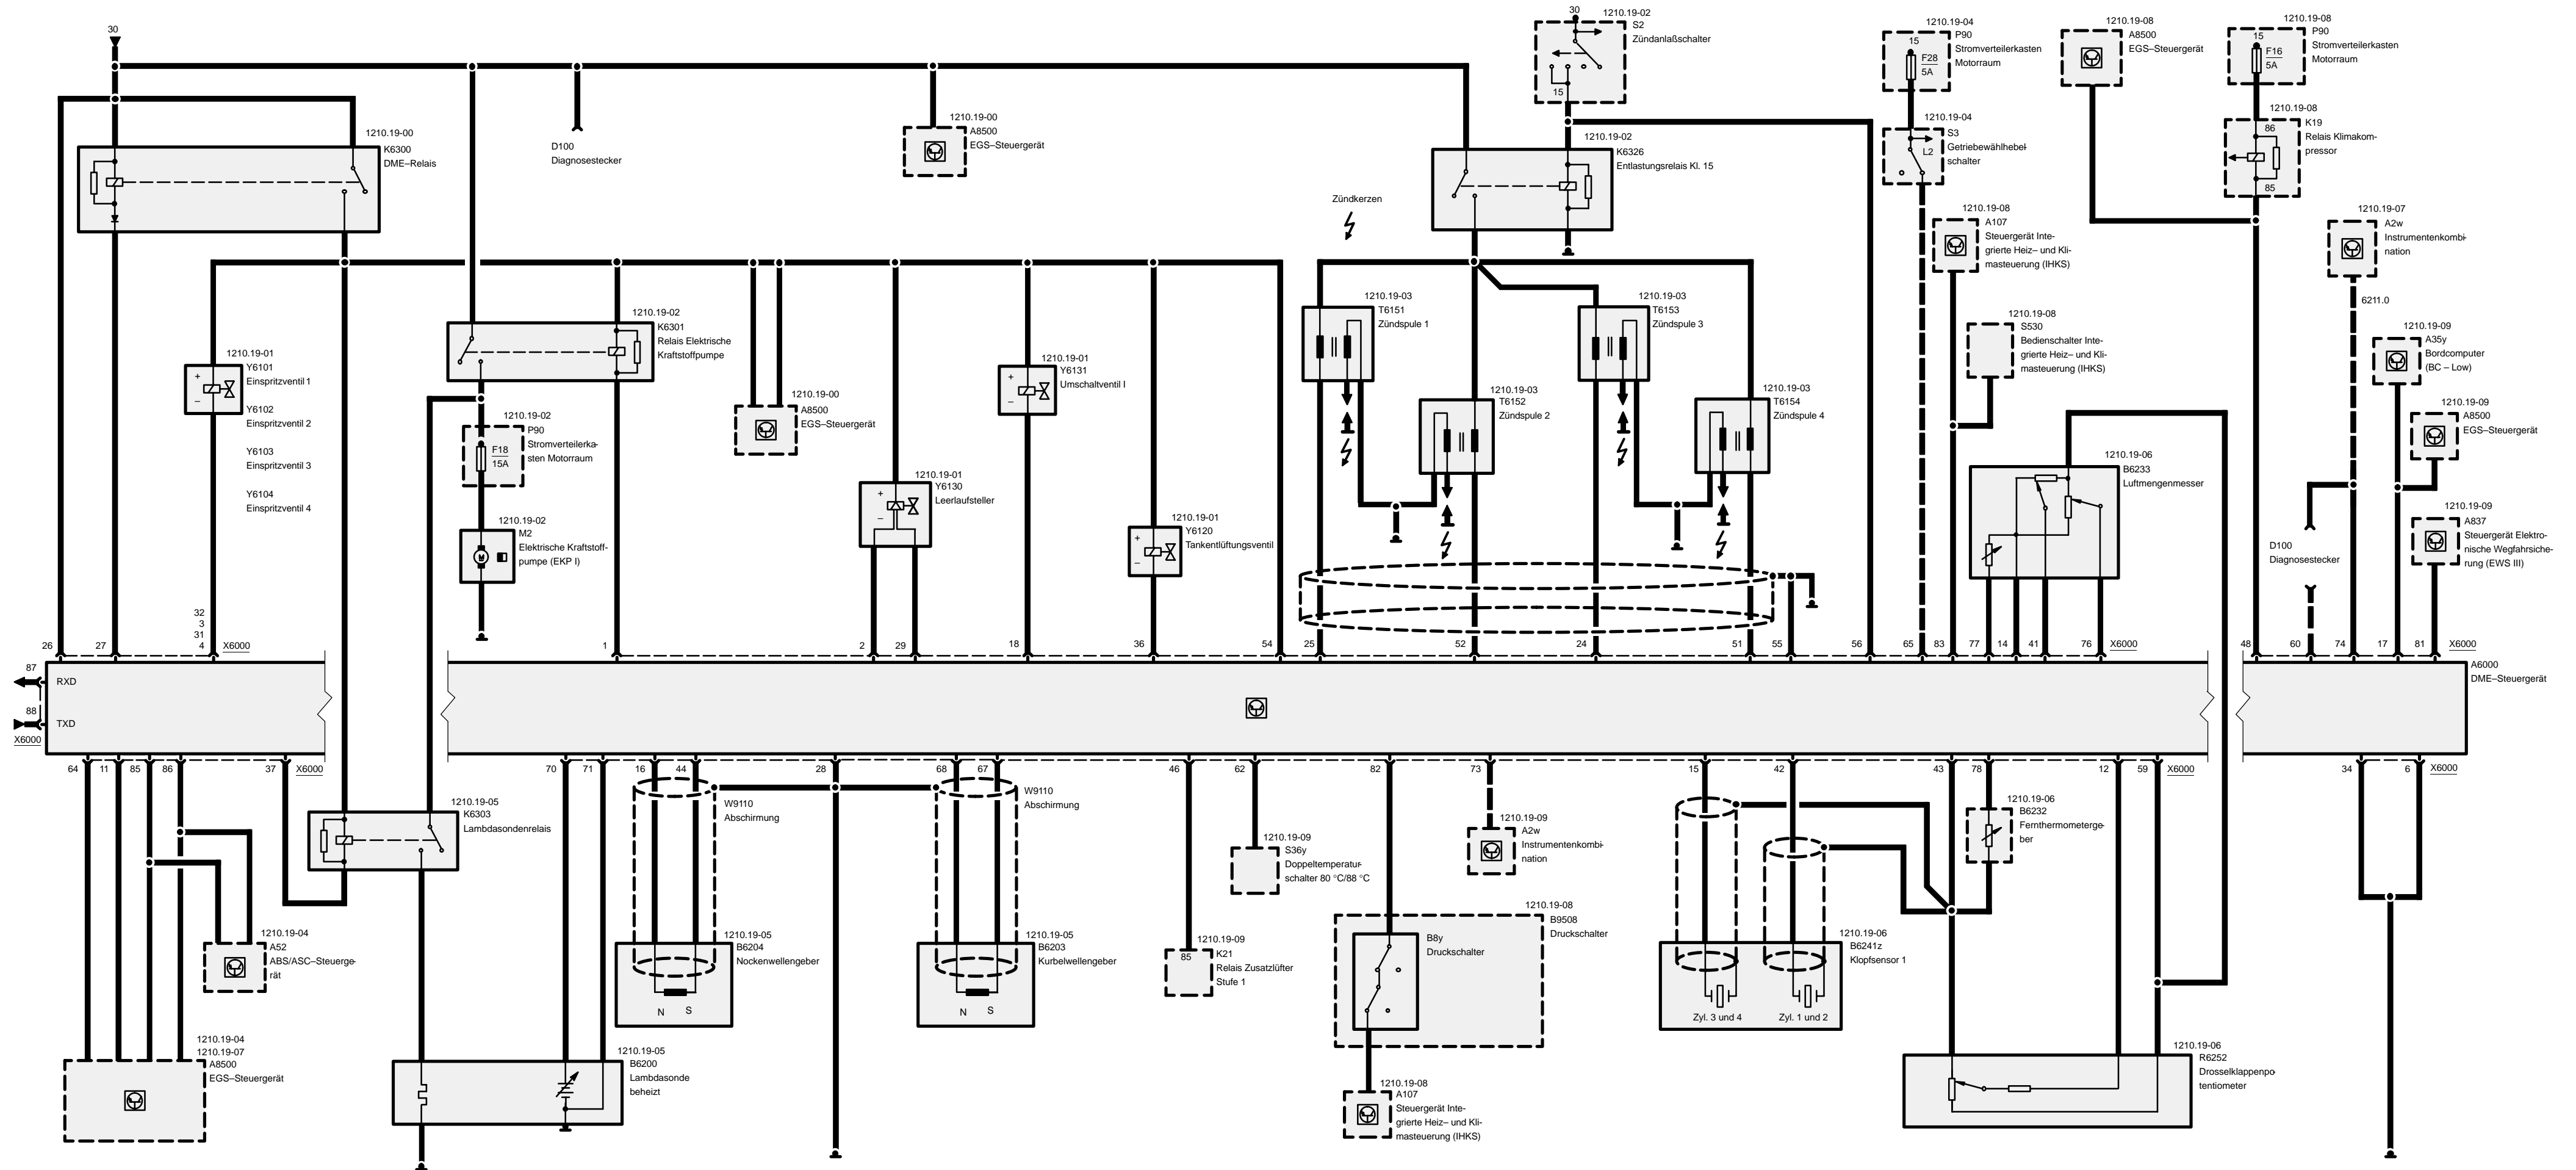 30
1210.19-00
K6300
DME–Relais
D100
Diagnosestecker
1210.19-00
A8500
EGS–Steuergerät
30
1210.19-02
S2
Zündanlaßschalter
15
1210.19-02
K6326
Entlastungsrelais Kl. 15
Zündkerzen
1210.19-04
P90
Stromverteilerkasten
Motorraum
15
F28
5A
1210.19-04
S3
Getriebewählhebel-
schalter
L2
1210.19-08
A8500
EGS–Steuergerät
1210.19-08
P90
Stromverteilerkasten
Motorraum
15
F16
5A
1210.19-08
K19
Relais Klimakom-
pressor
86
85
1210.19-08
A107
Steuergerät Inte-
grierte Heiz– und Kli-
masteuerung (IHKS)
1210.19-07
A2w
Instrumentenkombi-
nation
6211.0
1210.19-08
S530
Bedienschalter Inte-
grierte Heiz– und Kli-
masteuerung (IHKS)
1210.19-09
A35y
Bordcomputer
(BC – Low)
1210.19-09
A8500
EGS–Steuergerät
1210.19-09
A837
Steuergerät Elektro-
nische Wegfahrsiche-
rung (EWS III)
D100
Diagnosestecker
1210.19-06
B6233
Luftmengenmesser
1210.19-01
Y6101
Einspritzventil 1
Y6102
Einspritzventil 2
Y6103
Einspritzventil 3
Y6104
Einspritzventil 4
+
–
1210.19-02
K6301
Relais Elektrische
Kraftstoffpumpe
1210.19-02
P90
Stromverteilerka-
sten Motorraum
F18
15A
1210.19-02
M2
Elektrische Kraftstoff-
pumpe (EKP I)
M
1210.19-00
A8500
EGS–Steuergerät
1210.19-01
Y6130
Leerlaufsteller
+
–
1210.19-01
Y6131
Umschaltventil I
+
–
1210.19-01
Y6120
Tankentlüftungsventil
+
–
1210.19-03
T6151
Zündspule 1
1210.19-03
T6152
Zündspule 2
1210.19-03
T6153
Zündspule 3
1210.19-03
T6154
Zündspule 4
32
3
31
26 27 4 X6000 1 2 29 18 36 54 25 52 24 51 55 56 65 83 77 14 41 76 X6000 48 60 74 17 81 X6000
87
RXD
88
TXD
X6000
A6000
DME–Steuergerät
64 11 85 86 37 X6000 70 71 16 44 28 68 67 46 62 82 73 15 42 43 78 12 59 X6000 34 6 X6000
1210.19-05
K6303
Lambdasondenrelais
W9110
Abschirmung
W9110
Abschirmung
1210.19-04
A52
ABS/ASC–Steuerge-
rät
1210.19-04
1210.19-07
A8500
EGS–Steuergerät
1210.19-05
B6200
Lambdasonde
beheizt
1210.19-05
B6204
Nockenwellengeber
N S
1210.19-05
B6203
Kurbelwellengeber
N S
1210.19-09
K21
Relais Zusatzlüfter
Stufe 1
85
1210.19-09
S36y
Doppeltemperatur-
schalter 80 °C/88 °C
1210.19-09
A2w
Instrumentenkombi-
nation
1210.19-08
B9508
Druckschalter
B8y
Druckschalter
1210.19-08
A107
Steuergerät Inte-
grierte Heiz– und Kli-
masteuerung (IHKS)
1210.19-06
B6241z
Klopfsensor 1
Zyl. 3 und 4
Zyl. 1 und 2
1210.19-06
B6232
Fernthermometerge-
ber
1210.19-06
R6252
Drosselklappenpo-
tentiometer